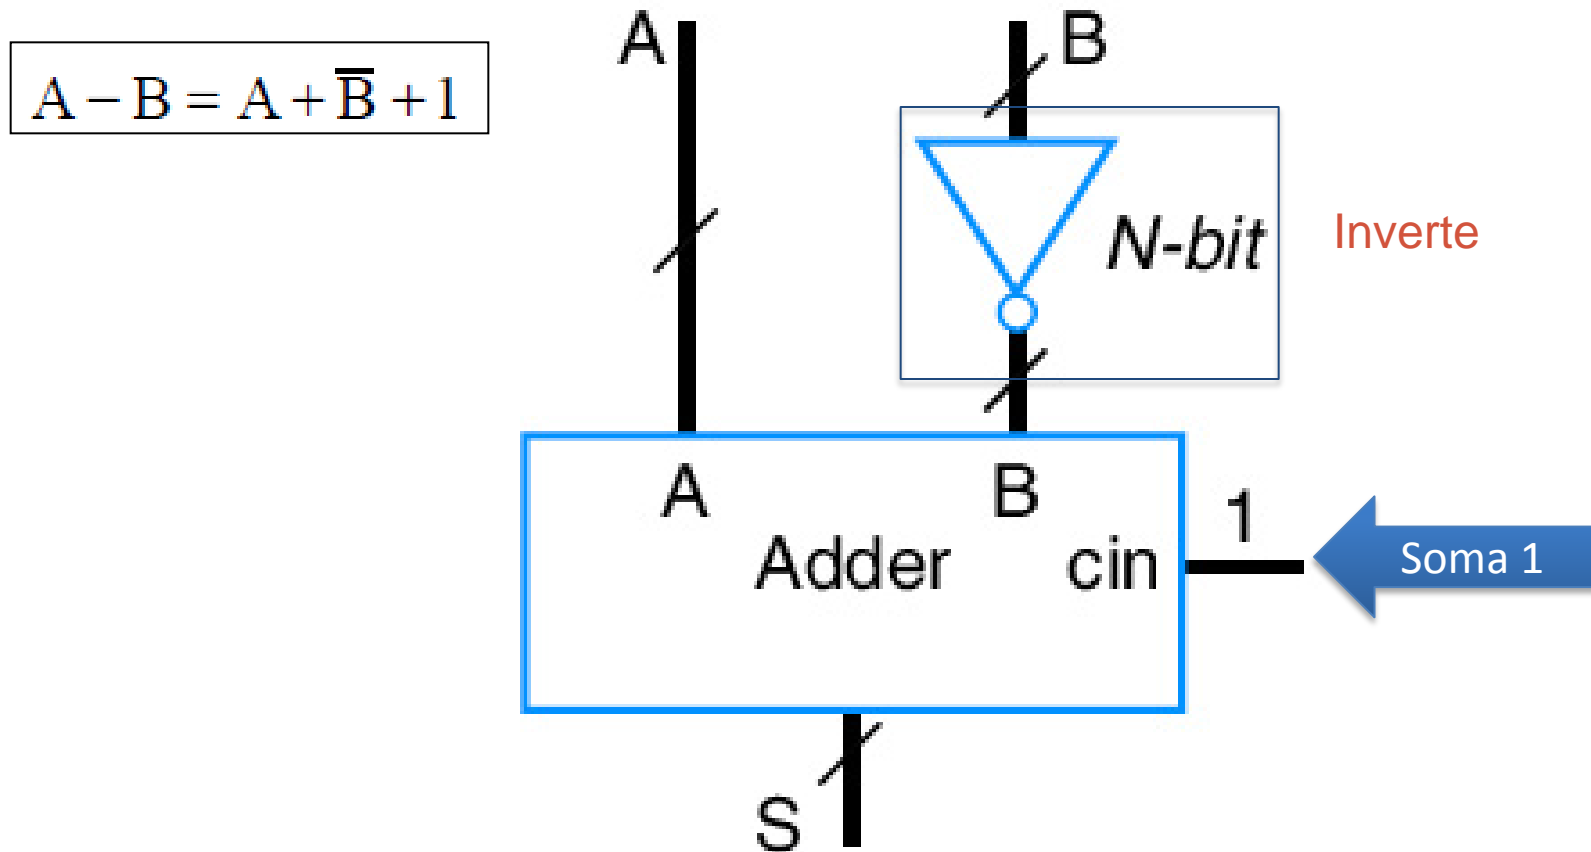 A
B
A − B = A + B̅ + 1
N-bit
Inverte
A
B
1
Adder
cin
Soma 1
S